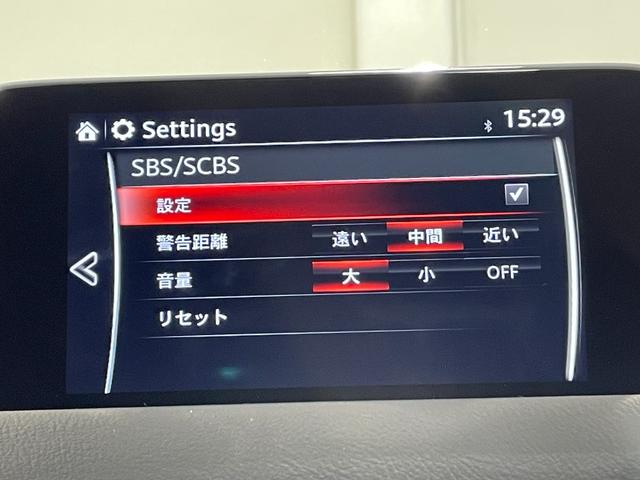 Settings 15:29
SBS/SCBS
設定
警告距離 遠い 中間 近い
音量 大 小 OFF
リセット